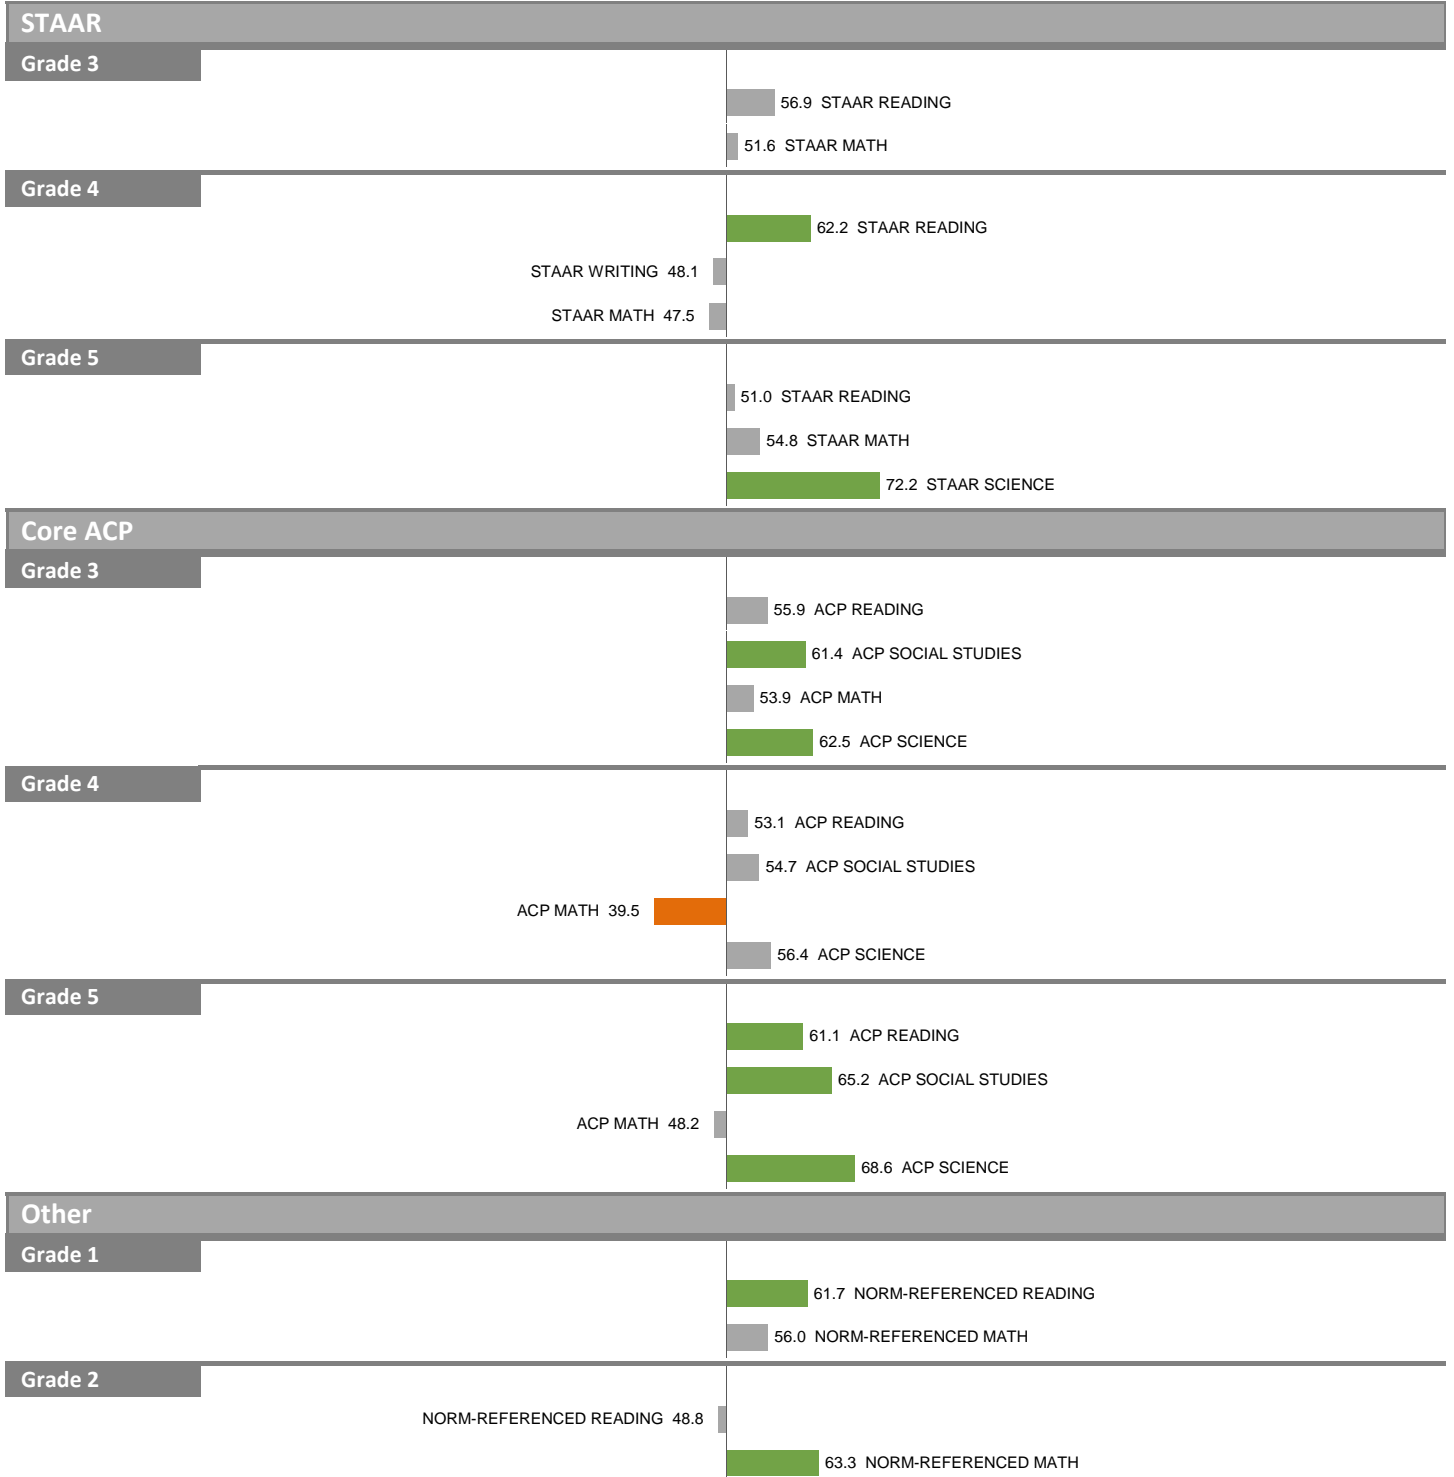 STAAR
Grade 3
56.9 STAAR READING
51.6 STAAR MATH
Grade 4
62.2 STAAR READING
STAAR WRITING 48.1
STAAR MATH 47.5
Grade 5
51.0 STAAR READING
54.8 STAAR MATH
72.2 STAAR SCIENCE
Core ACP
Grade 3
55.9 ACP READING
61.4 ACP SOCIAL STUDIES
53.9 ACP MATH
62.5 ACP SCIENCE
Grade 4
53.1 ACP READING
54.7 ACP SOCIAL STUDIES
ACP MATH 39.5
56.4 ACP SCIENCE
Grade 5
61.1 ACP READING
65.2 ACP SOCIAL STUDIES
ACP MATH 48.2
68.6 ACP SCIENCE
Other
Grade 1
61.7 NORM-REFERENCED READING
56.0 NORM-REFERENCED MATH
Grade 2
NORM-REFERENCED READING 48.8
63.3 NORM-REFERENCED MATH